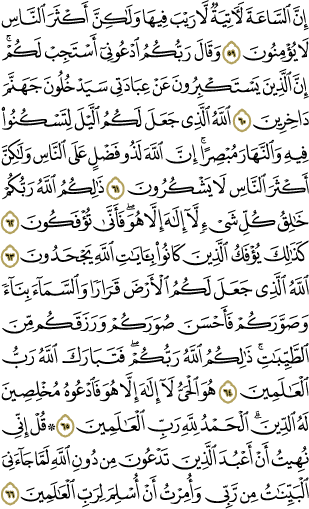 إِنَّ ٱلسَّاعَةَ لَـَٔاتِيَةٌ لَّا رَيْبَ فِيهَا وَلَـٰكِنَّ أَكْثَرَ ٱلنَّاسِ
لَا يُؤْمِنُونَ ٥٩ وَقَالَ رَبُّكُمُ ٱدْعُونِىٓ أَسْتَجِبْ لَكُمْ ۚ
إِنَّ ٱلَّذِينَ يَسْتَكْبِرُونَ عَنْ عِبَادَتِى سَيَدْخُلُونَ جَهَنَّمَ
دَاخِرِينَ ٦٠ ٱللَّهُ ٱلَّذِى جَعَلَ لَكُمُ ٱلَّيْلَ لِتَسْكُنُوا۟
فِيهِ وَٱلنَّهَارَ مُبْصِرًا ۚ إِنَّ ٱللَّهَ لَذُو فَضْلٍ عَلَى ٱلنَّاسِ وَلَـٰكِنَّ
أَكْثَرَ ٱلنَّاسِ لَا يَشْكُرُونَ ٦١ ذَٰلِكُمُ ٱللَّهُ رَبُّكُمْ
خَـٰلِقُ كُلِّ شَىْءٍ لَّآ إِلَـٰهَ إِلَّا هُوَ ۖ فَأَنَّىٰ تُؤْفَكُونَ ٦٢
كَذَٰلِكَ يُؤْفَكُ ٱلَّذِينَ كَانُوا۟ بِـَٔايَـٰتِ ٱللَّهِ يَجْحَدُونَ ٦٣
ٱللَّهُ ٱلَّذِى جَعَلَ لَكُمُ ٱلْأَرْضَ قَرَارًا وَٱلسَّمَآءَ بِنَآءً
وَصَوَّرَكُمْ فَأَحْسَنَ صُوَرَكُمْ وَرَزَقَكُم مِّنَ
ٱلطَّيِّبَـٰتِ ۚ ذَٰلِكُمُ ٱللَّهُ رَبُّكُمْ ۖ فَتَبَارَكَ ٱللَّهُ رَبُّ
ٱلْعَـٰلَمِينَ ٦٤ هُوَ ٱلْحَىُّ لَآ إِلَـٰهَ إِلَّا هُوَ فَٱدْعُوهُ مُخْلِصِينَ
لَهُ ٱلدِّينَ ۗ ٱلْحَمْدُ لِلَّهِ رَبِّ ٱلْعَـٰلَمِينَ ٦٥ ۞ قُلْ إِنِّى
نُهِيتُ أَنْ أَعْبُدَ ٱلَّذِينَ تَدْعُونَ مِن دُونِ ٱللَّهِ لَمَّا جَآءَنِىَ
ٱلْبَيِّنَـٰتُ مِن رَّبِّى وَأُمِرْتُ أَنْ أُسْلِمَ لِرَبِّ ٱلْعَـٰلَمِينَ ٦٦